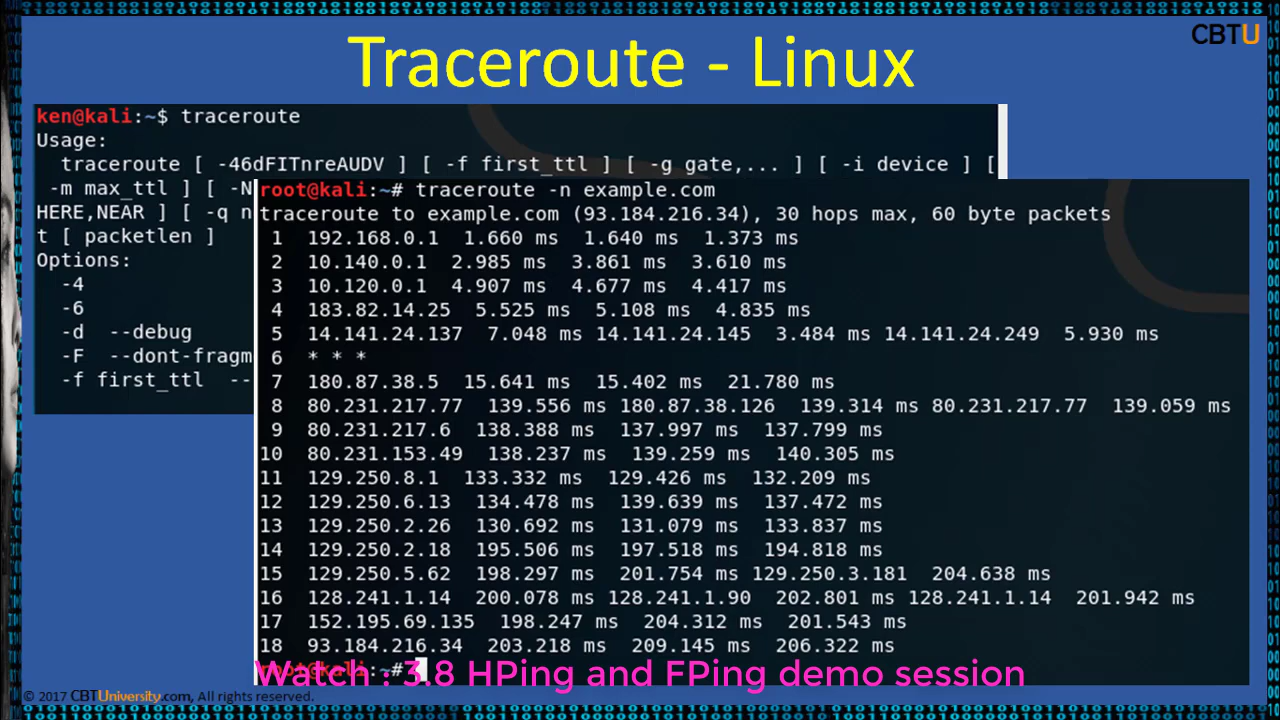 CBTU
Traceroute - Linux
ken@kali:~$ traceroute
Usage:
traceroute [ -46dFITnreAUDV ] [ -f first_ttl ] [ -g gate,... ] [ -i device ] [
-m max_ttl ] [ -N
HERE,NEAR ] [ -q n
t [ packetlen ]
Options:
-4
-6
-d --debug
-F --dont-fragm
-f first_ttl --
root@kali:~# traceroute -n example.com
traceroute to example.com (93.184.216.34), 30 hops max, 60 byte packets
1 192.168.0.1 1.660 ms 1.640 ms 1.373 ms
2 10.140.0.1 2.985 ms 3.861 ms 3.610 ms
3 10.120.0.1 4.907 ms 4.677 ms 4.417 ms
4 183.82.14.25 5.525 ms 5.108 ms 4.835 ms
5 14.141.24.137 7.048 ms 14.141.24.145 3.484 ms 14.141.24.249 5.930 ms
6 * * *
7 180.87.38.5 15.641 ms 15.402 ms 21.780 ms
8 80.231.217.77 139.556 ms 180.87.38.126 139.314 ms 80.231.217.77 139.059 ms
9 80.231.217.6 138.388 ms 137.997 ms 137.799 ms
10 80.231.153.49 138.237 ms 139.259 ms 140.305 ms
11 129.250.8.1 133.332 ms 129.426 ms 132.209 ms
12 129.250.6.13 134.478 ms 139.639 ms 137.472 ms
13 129.250.2.26 130.692 ms 131.079 ms 133.837 ms
14 129.250.2.18 195.506 ms 197.518 ms 194.818 ms
15 129.250.5.62 198.297 ms 201.754 ms 129.250.3.181 204.638 ms
16 128.241.1.14 200.078 ms 128.241.1.90 202.801 ms 128.241.1.14 201.942 ms
17 152.195.69.135 198.247 ms 204.312 ms 201.543 ms
18 93.184.216.34 203.218 ms 209.145 ms 206.322 ms
root@kali:~#
Watch : 3.8 HPing and FPing demo session
© 2017 CBTUniversity.com, All rights reserved.